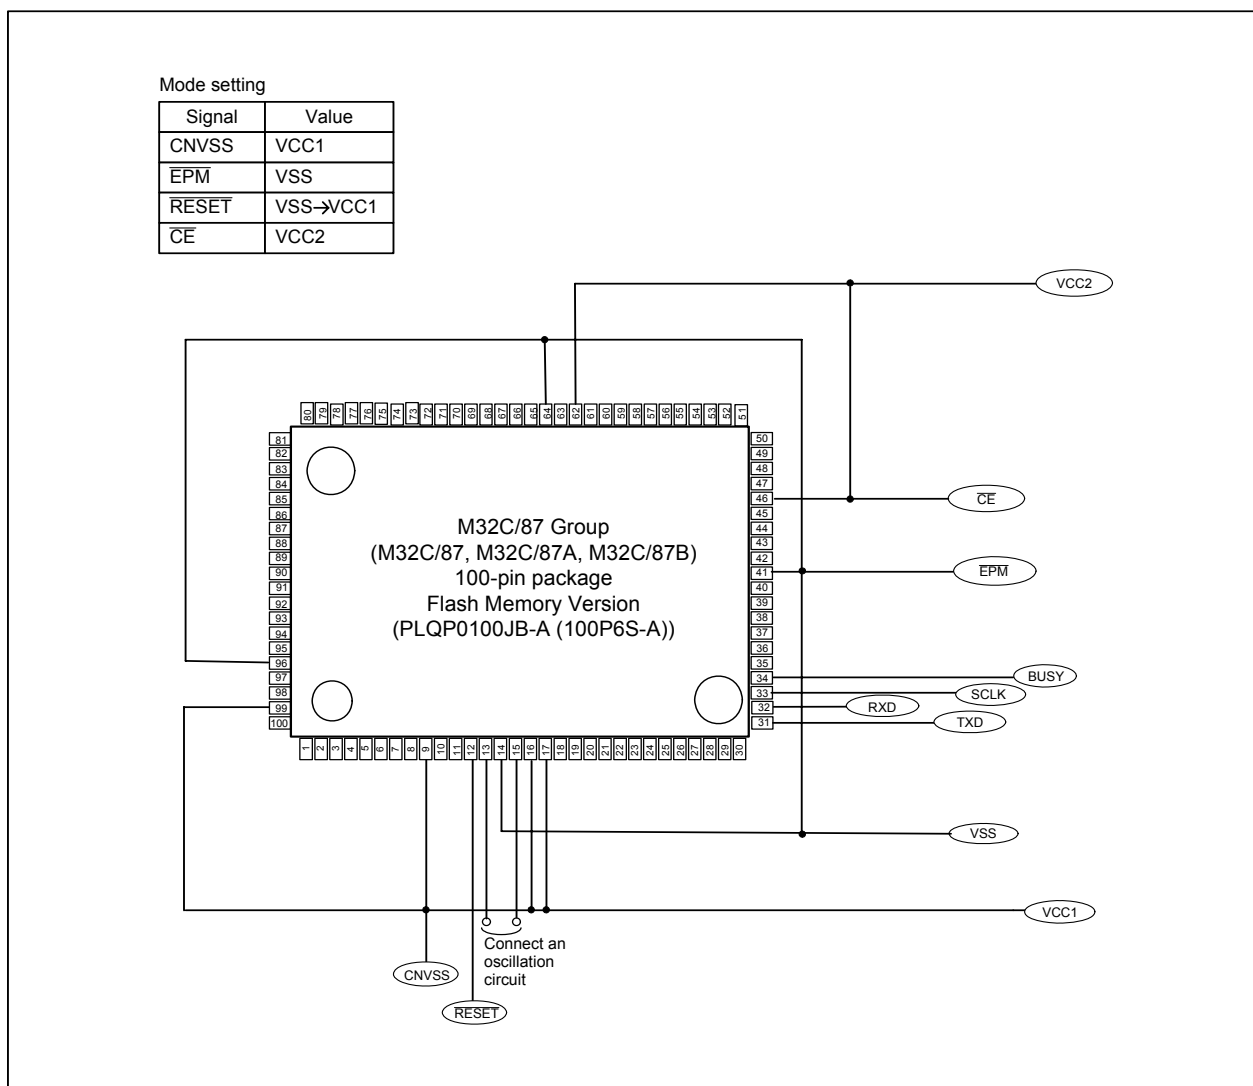 Mode setting
Signal Value
CNVSS VCC1
EPM VSS
RESET VSS→VCC1
CE VCC2
VCC2
80 79 78 77 76 75 74 73 72 71 70 69 68 67 66 65 64 63 62 61 60 59 58 57 56 55 54 53 52 51
81 50
82 49
83 48
84 47
85 46
CE
86 45
87 44
88 43
89 42
90 41
EPM
91 40
92 39
93 38
94 37
95 36
96 35
97 34
98 33
99 32
100 31
M32C/87 Group
(M32C/87, M32C/87A, M32C/87B)
100-pin package
Flash Memory Version
(PLQP0100JB-A (100P6S-A))
BUSY
SCLK
RXD
TXD
1 2 3 4 5 6 7 8 9 10 11 12 13 14 15 16 17 18 19 20 21 22 23 24 25 26 27 28 29 30
VSS
VCC1
Connect an
oscillation
circuit
CNVSS
RESET